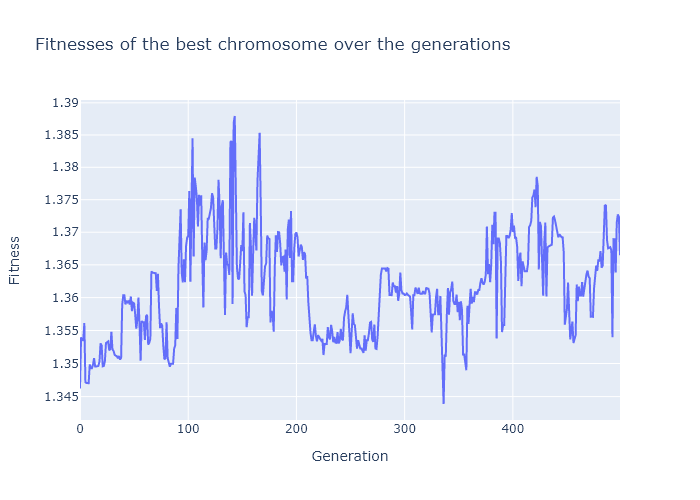 Fitnesses of the best chromosome over the generations
1.39
1.385
1.38
1.375
1.37
1.365
1.36
1.355
1.35
1.345
0 100 200 300 400
Generation
Fitness